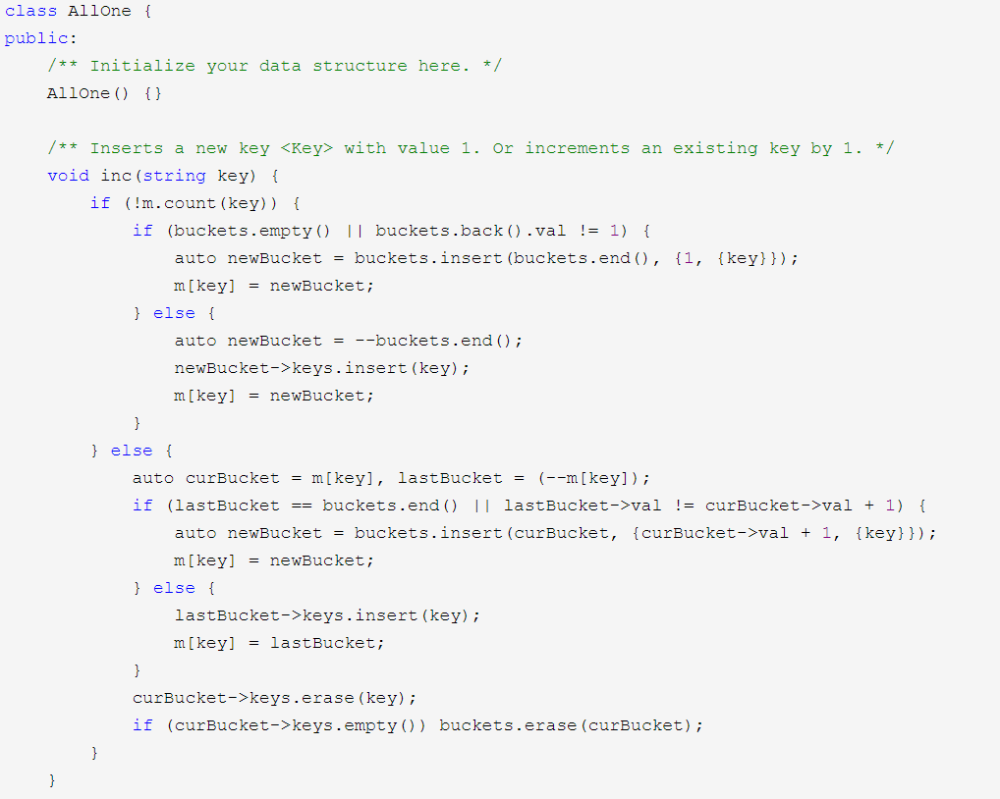 class AllOne {
public:
    /** Initialize your data structure here. */
    AllOne() {}

    /** Inserts a new key <Key> with value 1. Or increments an existing key by 1. */
    void inc(string key) {
        if (!m.count(key)) {
            if (buckets.empty() || buckets.back().val != 1) {
                auto newBucket = buckets.insert(buckets.end(), {1, {key}});
                m[key] = newBucket;
            } else {
                auto newBucket = --buckets.end();
                newBucket->keys.insert(key);
                m[key] = newBucket;
            }
        } else {
            auto curBucket = m[key], lastBucket = (--m[key]);
            if (lastBucket == buckets.end() || lastBucket->val != curBucket->val + 1) {
                auto newBucket = buckets.insert(curBucket, {curBucket->val + 1, {key}});
                m[key] = newBucket;
            } else {
                lastBucket->keys.insert(key);
                m[key] = lastBucket;
            }
            curBucket->keys.erase(key);
            if (curBucket->keys.empty()) buckets.erase(curBucket);
        }
    }